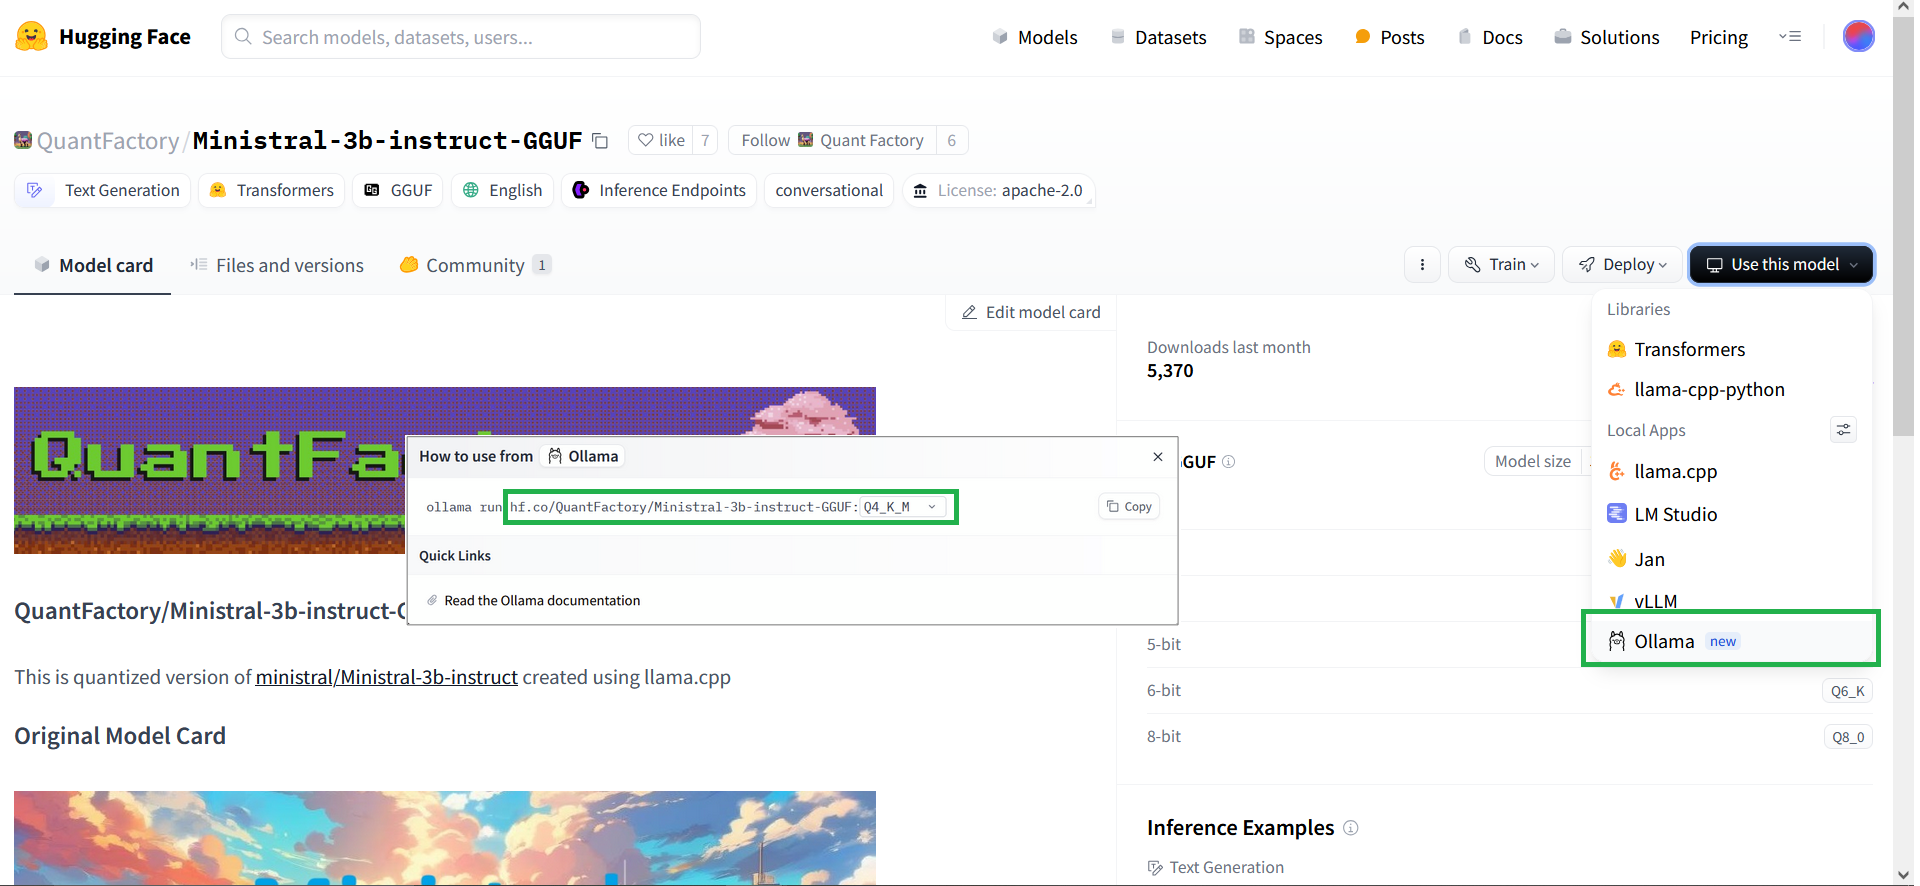 Hugging Face
Search models, datasets, users...
Models
Datasets
Spaces
Posts
Docs
Solutions
Pricing
QuantFactory/Ministral-3b-instruct-GGUF
like 7
Follow Quant Factory 6
Text Generation
Transformers
GGUF
English
Inference Endpoints
conversational
License: apache-2.0
Model card
Files and versions
Community 1
Train
Deploy
Use this model
Edit model card
Libraries
Transformers
llama-cpp-python
Local Apps
llama.cpp
LM Studio
Jan
vLLM
Ollama new
Downloads last month
5,370
QuantFa
How to use from Ollama
ollama run hf.co/QuantFactory/Ministral-3b-instruct-GGUF: Q4_K_M
Copy
Quick Links
Read the Ollama documentation
GGUF
Model size
QuantFactory/Ministral-3b-instruct-
This is quantized version of ministral/Ministral-3b-instruct created using llama.cpp
Original Model Card
5-bit
6-bit
Q6_K
8-bit
Q8_0
Inference Examples
Text Generation